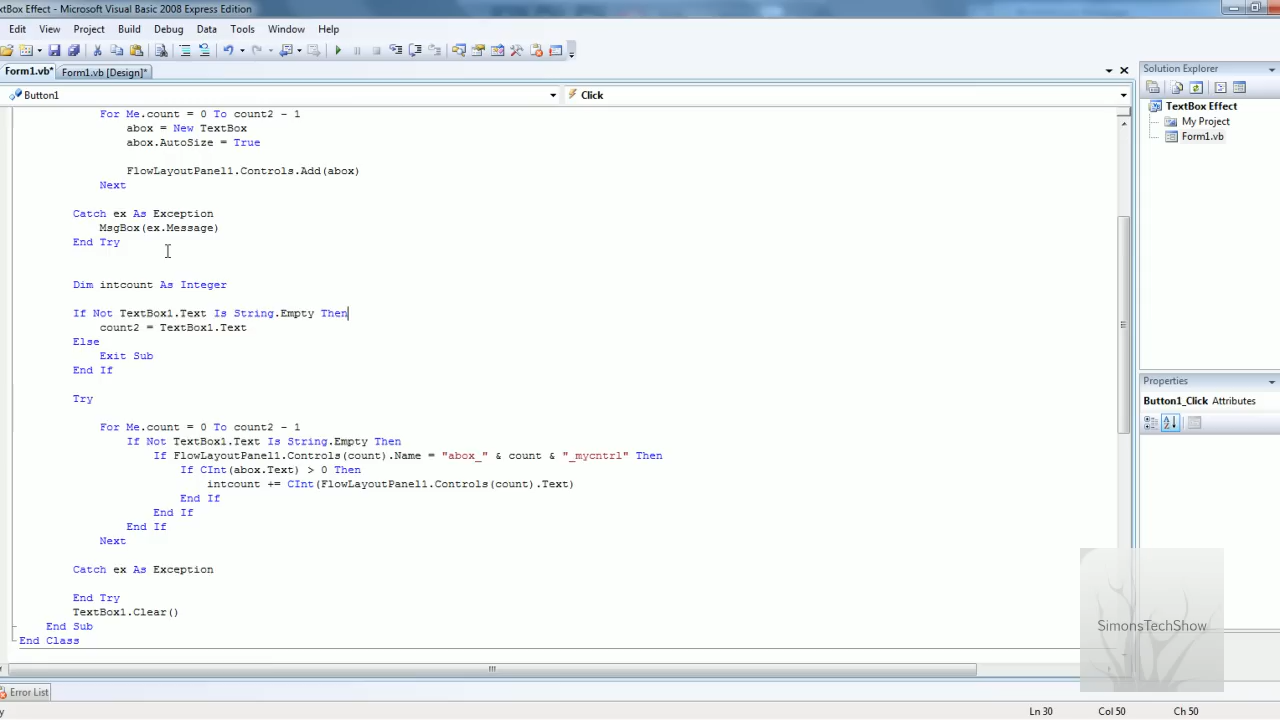 extBox Effect - Microsoft Visual Basic 2008 Express Edition
Edit View Project Build Debug Data Tools Window Help
Form1.vb* Form1.vb [Design]*
Solution Explorer
Button1 Click
TextBox Effect
My Project
Form1.vb
For Me.count = 0 To count2 - 1
abox = New TextBox
abox.AutoSize = True
FlowLayoutPanel1.Controls.Add(abox)
Next
Catch ex As Exception
MsgBox(ex.Message)
End Try
Dim intcount As Integer
If Not TextBox1.Text Is String.Empty Then
count2 = TextBox1.Text
Else
Exit Sub
End If
Try
For Me.count = 0 To count2 - 1
If Not TextBox1.Text Is String.Empty Then
If FlowLayoutPanel1.Controls(count).Name = "abox_" & count & "_mycntrl" Then
If CInt(abox.Text) > 0 Then
intcount += CInt(FlowLayoutPanel1.Controls(count).Text)
End If
End If
End If
Next
Catch ex As Exception
End Try
TextBox1.Clear()
End Sub
End Class
Properties
Button1_Click Attributes
SimonsTechShow
Error List
y Ln 30 Col 50 Ch 50